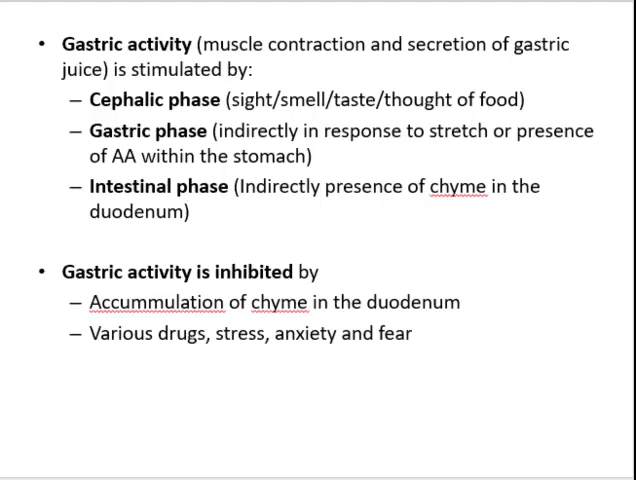 • Gastric activity (muscle contraction and secretion of gastric
juice) is stimulated by:
– Cephalic phase (sight/smell/taste/thought of food)
– Gastric phase (indirectly in response to stretch or presence
of AA within the stomach)
– Intestinal phase (Indirectly presence of chyme in the
duodenum)
• Gastric activity is inhibited by
– Accummulation of chyme in the duodenum
– Various drugs, stress, anxiety and fear